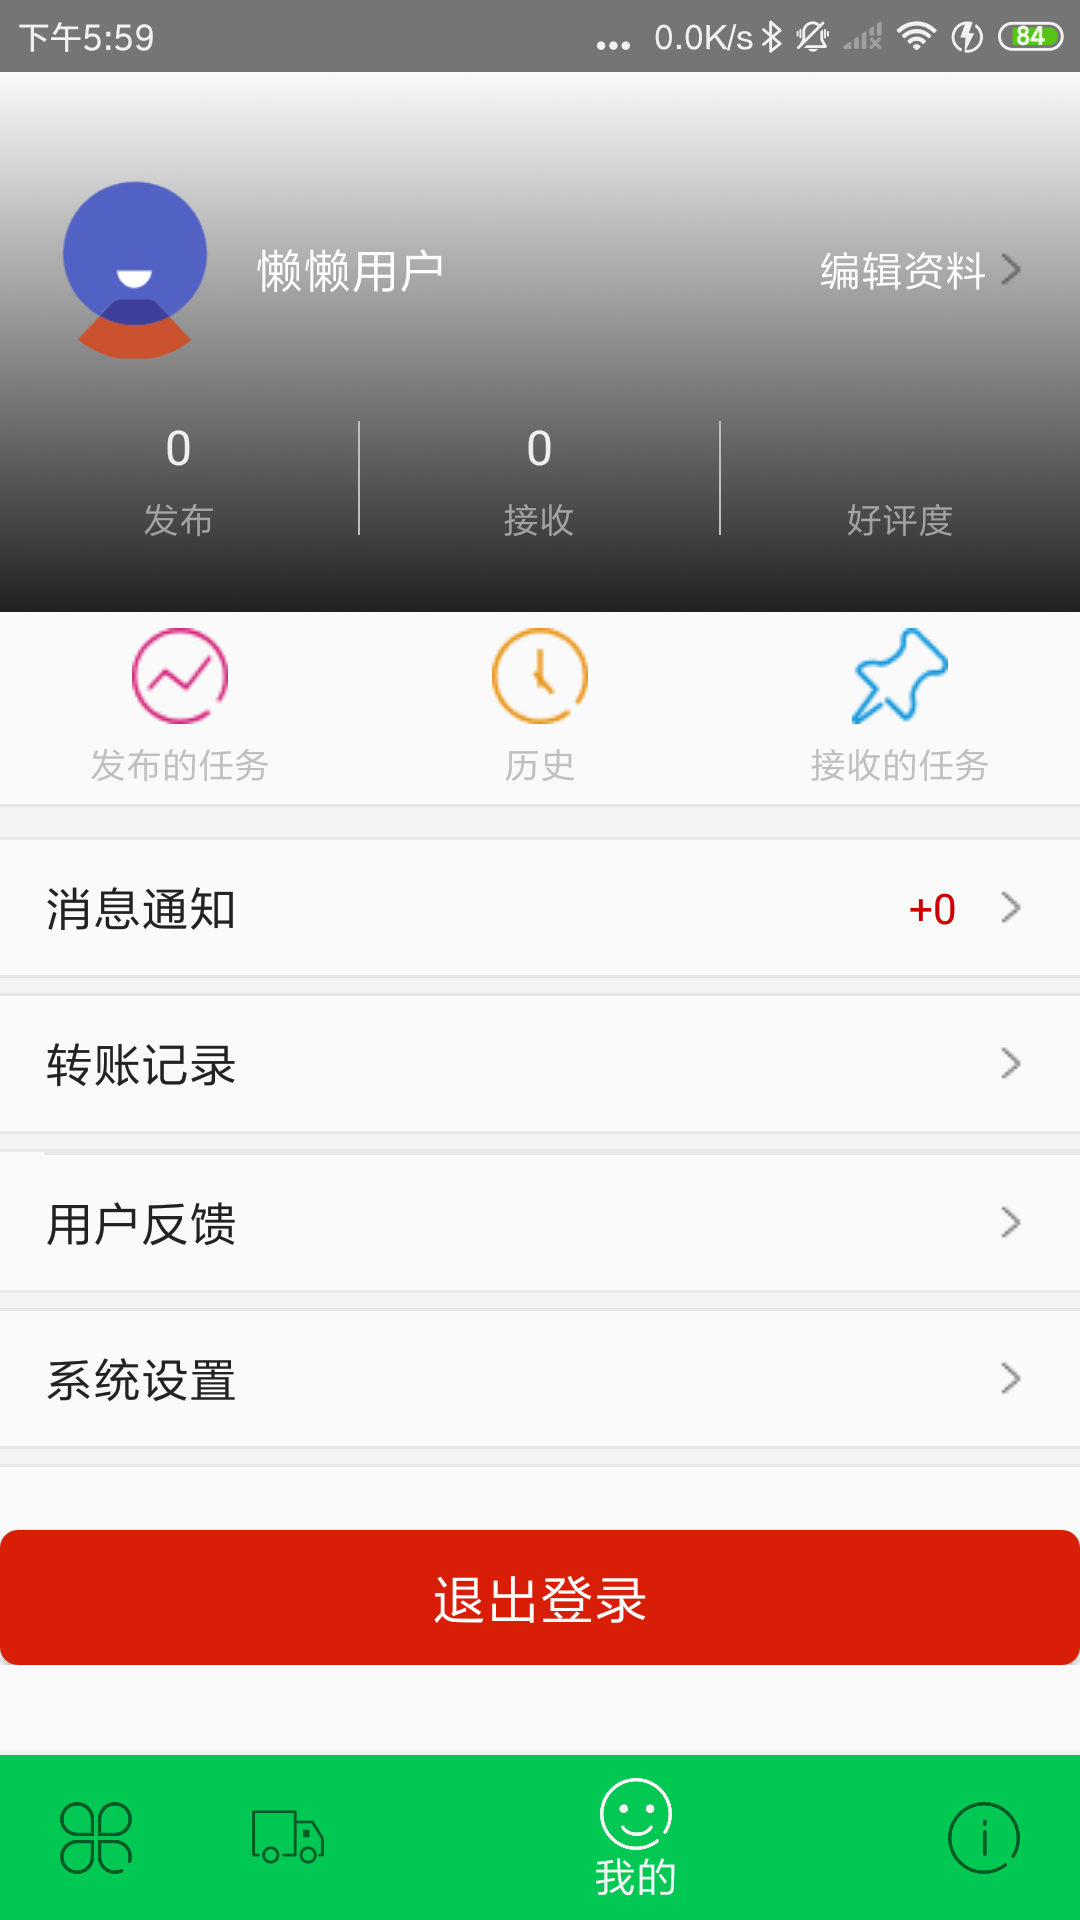 下午5:59 ... 0.0K/s 84
懒懒用户 编辑资料
0 0
发布 接收 好评度
发布的任务 历史 接收的任务
消息通知 +0
转账记录
用户反馈
系统设置
退出登录
我的